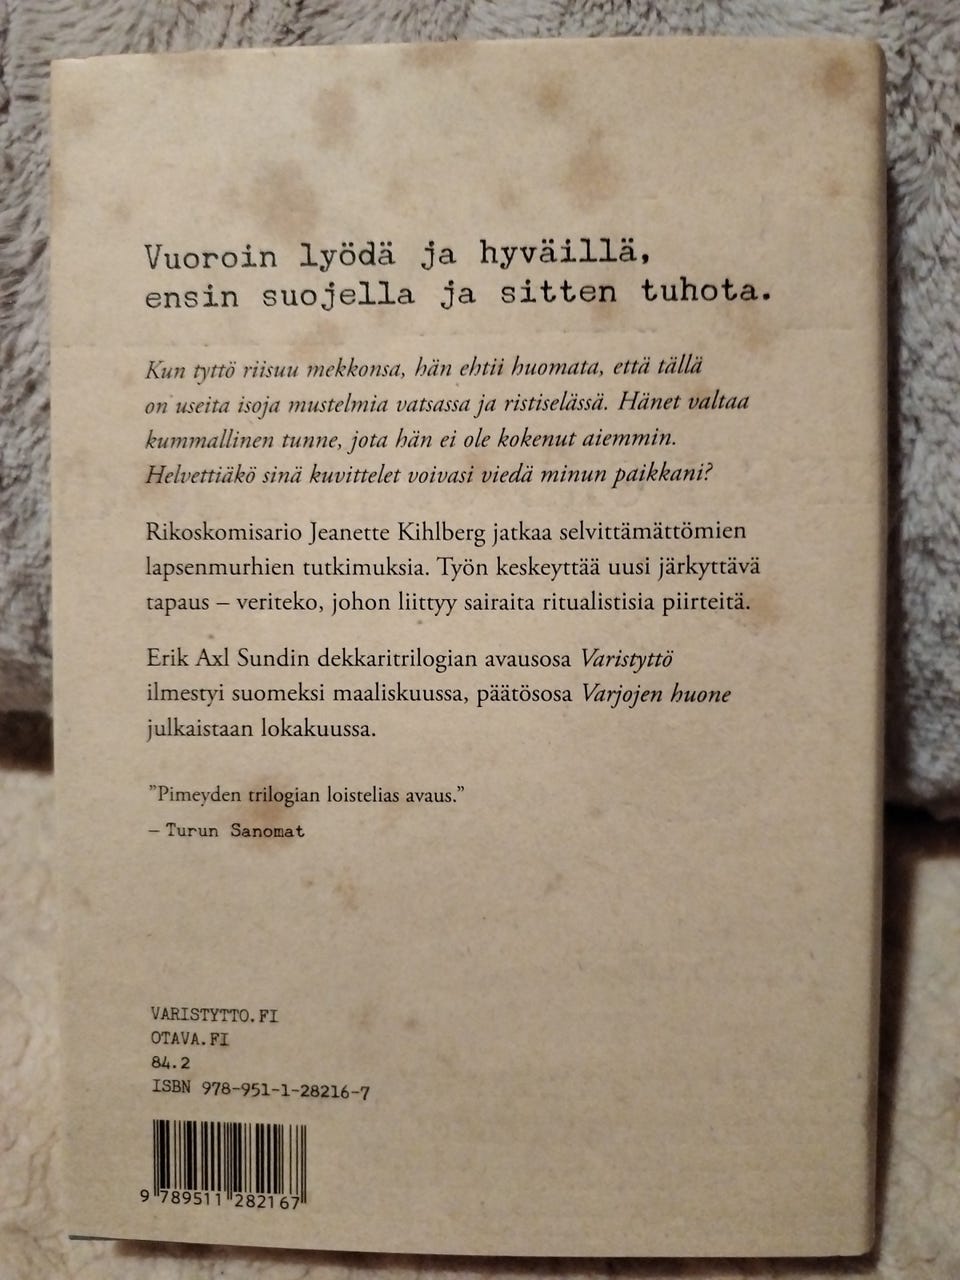 Vuoroin lyödä ja hyväillä,
ensin suojella ja sitten tuhota.
Kun tyttö riisuu mekkonsa, hän ehtii huomata, että tällä
on useita isoja mustelmia vatsassa ja ristiselässä. Hänet valtaa
kummallinen tunne, jota hän ei ole kokenut aiemmin.
Helvettiäkö sinä kuvittelet voivasi viedä minun paikkani?
Rikoskomisario Jeanette Kihlberg jatkaa selvittämättömien
lapsenmurhien tutkimuksia. Työn keskeyttää uusi järkyttävä
tapaus – veriteko, johon liittyy sairaita ritualistisia piirteitä.
Erik Axl Sundin dekkaritrilogian avausosa Varistyttö
ilmestyi suomeksi maaliskuussa, päätösosa Varjojen huone
julkaistaan lokakuussa.
”Pimeyden trilogian loistelias avaus.”
– Turun Sanomat
VARISTYTTO.FI
OTAVA.FI
84.2
ISBN 978-951-1-28216-7
9 789511 282167